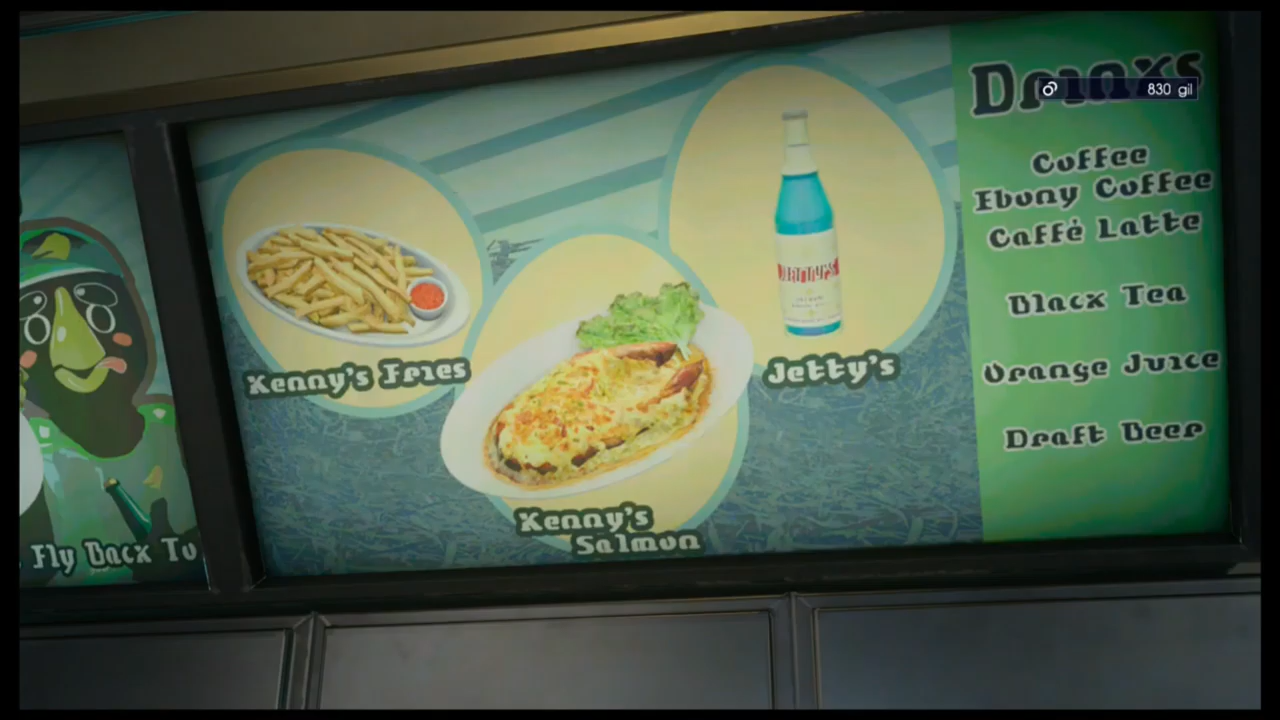 Drinks
830 gil
Coffee
Ebony Coffee
Caffè Latte
Black Tea
Orange Juice
Draft Beer
Kenny's Fries
Jetty's
Kenny's
Salmon
Fly Back To